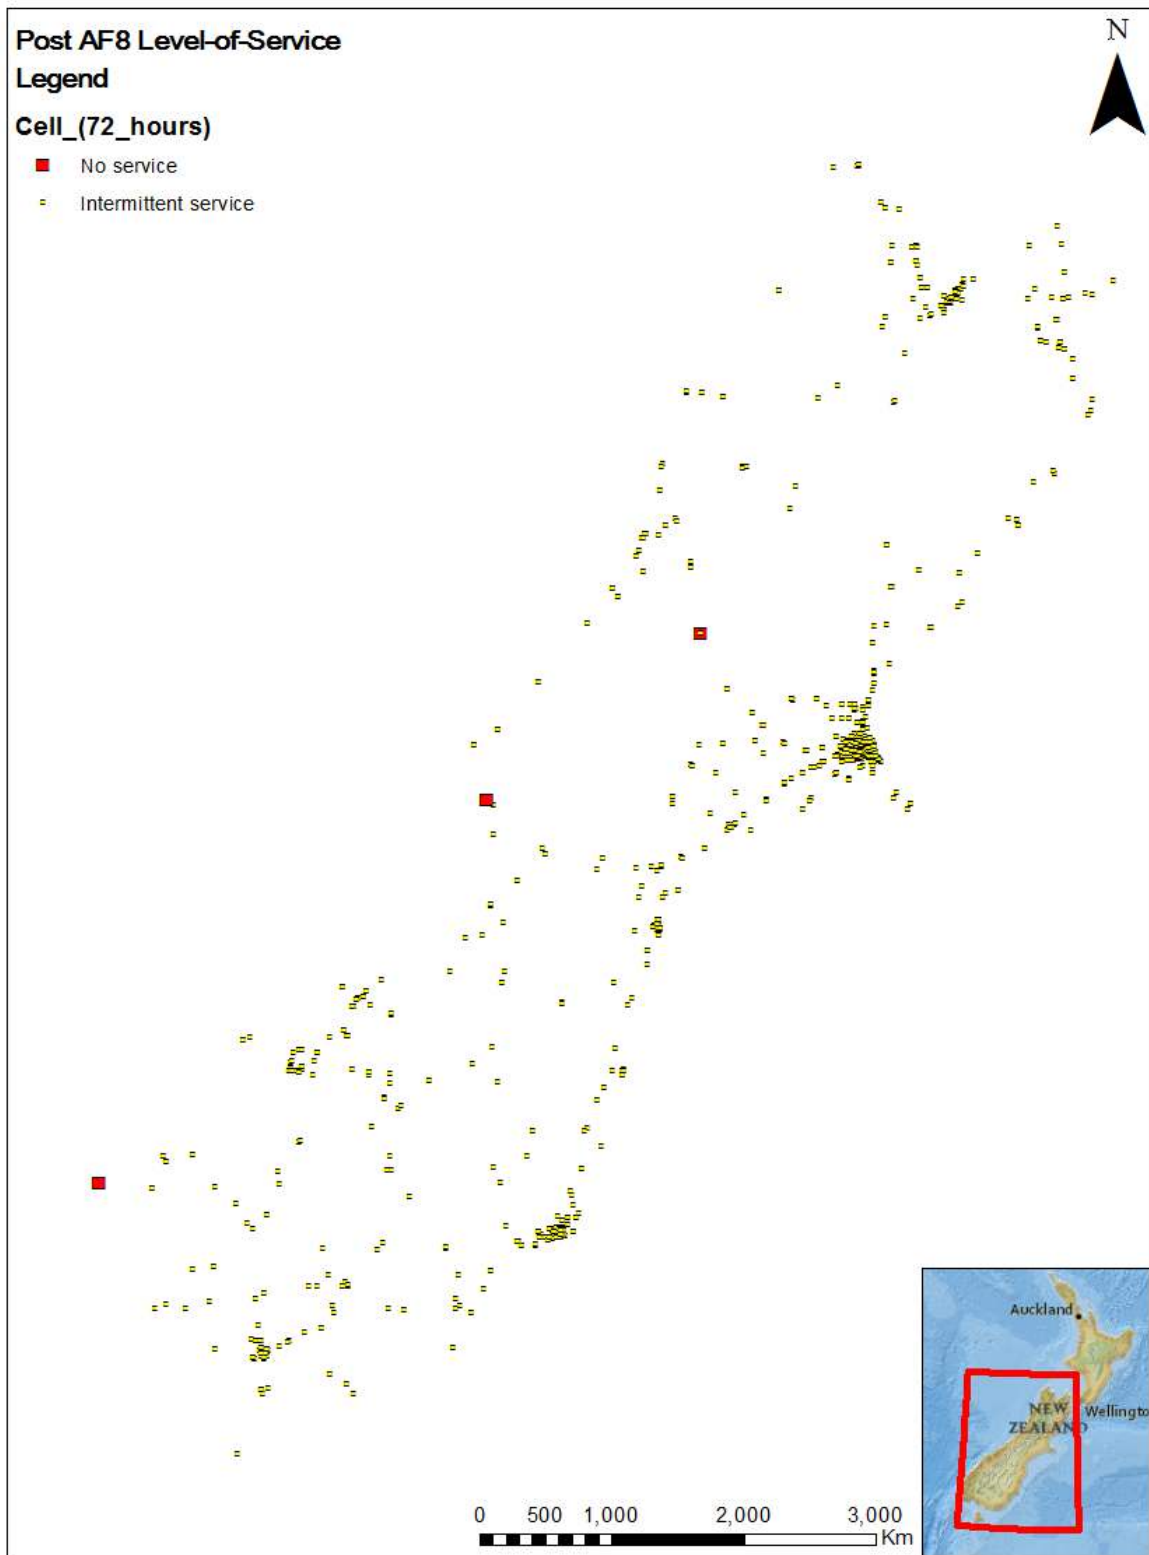 Post AF8 Level-of-Service
Legend
Cell_(72_hours)
No service
Intermittent service
N
Auckland
NEW
ZEALAND
Wellingto
0 500 1,000 2,000 3,000
Km